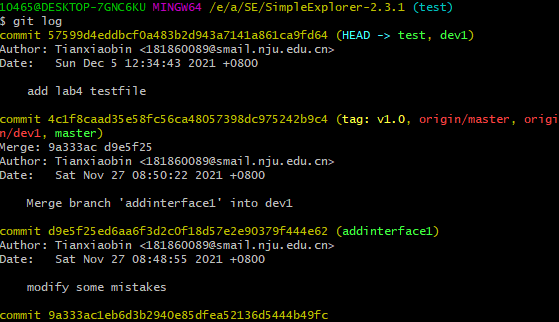 10465@DESKTOP-7GNC6KU MINGW64 /e/a/SE/SimpleExplorer-2.3.1 (test)
$ git log
commit 57599d4eddbcf0a483b2d943a7141a861ca9fd64 (HEAD -> test, dev1)
Author: Tianxiaobin <181860089@smail.nju.edu.cn>
Date:   Sun Dec 5 12:34:43 2021 +0800
add lab4 testfile
commit 4c1f8caad35e58fc56ca48057398dc975242b9c4 (tag: v1.0, origin/master, origi
n/dev1, master)
Merge: 9a333ac d9e5f25
Author: Tianxiaobin <181860089@smail.nju.edu.cn>
Date:   Sat Nov 27 08:50:22 2021 +0800
Merge branch 'addinterface1' into dev1
commit d9e5f25ed6aa6f3d2c0f18d57e2e90379f444e62 (addinterface1)
Author: Tianxiaobin <181860089@smail.nju.edu.cn>
Date:   Sat Nov 27 08:48:55 2021 +0800
modify some mistakes
commit 9a333ac1eb6d3b2940e85dfea52136d5444b49fc